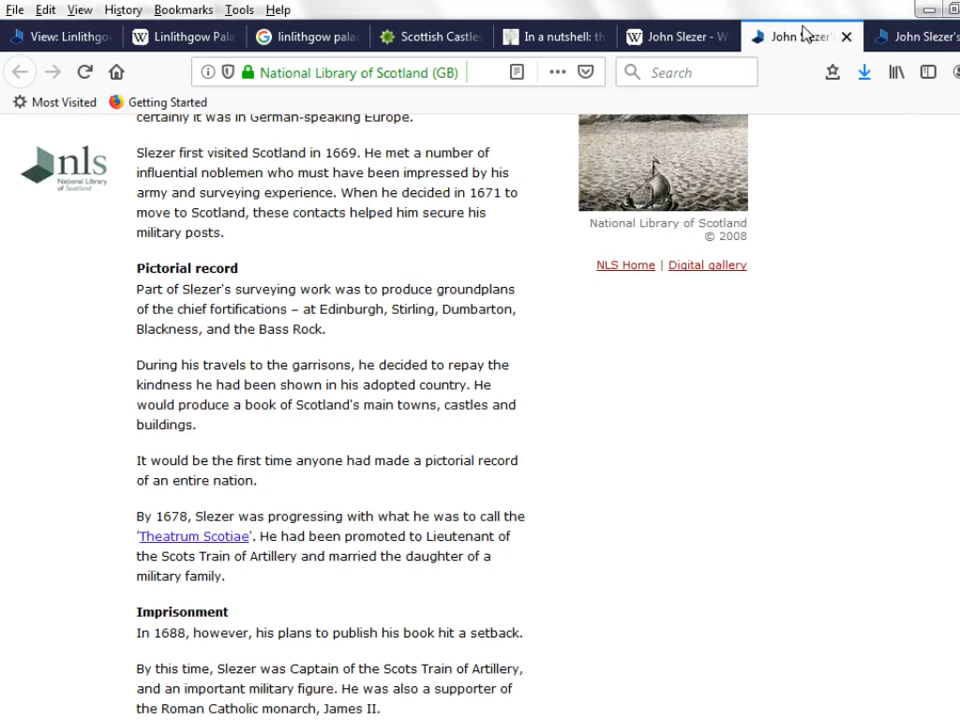 File Edit View History Bookmarks Tools Help
View: Linlithgo
Linlithgow Pala
linlithgow pala
Scottish Castles
In a nutshell: th
John Slezer - W
John Slezer'
John Slezer's
National Library of Scotland (GB)
Search
Most Visited Getting Started
certainly it was in German-speaking Europe.
nls
National Library
of Scotland
Slezer first visited Scotland in 1669. He met a number of
influential noblemen who must have been impressed by his
army and surveying experience. When he decided in 1671 to
move to Scotland, these contacts helped him secure his
military posts.
Pictorial record
Part of Slezer's surveying work was to produce groundplans
of the chief fortifications – at Edinburgh, Stirling, Dumbarton,
Blackness, and the Bass Rock.
During his travels to the garrisons, he decided to repay the
kindness he had been shown in his adopted country. He
would produce a book of Scotland's main towns, castles and
buildings.
It would be the first time anyone had made a pictorial record
of an entire nation.
By 1678, Slezer was progressing with what he was to call the
'Theatrum Scotiae'. He had been promoted to Lieutenant of
the Scots Train of Artillery and married the daughter of a
military family.
Imprisonment
In 1688, however, his plans to publish his book hit a setback.
By this time, Slezer was Captain of the Scots Train of Artillery,
and an important military figure. He was also a supporter of
the Roman Catholic monarch, James II.
National Library of Scotland
© 2008
NLS Home | Digital gallery